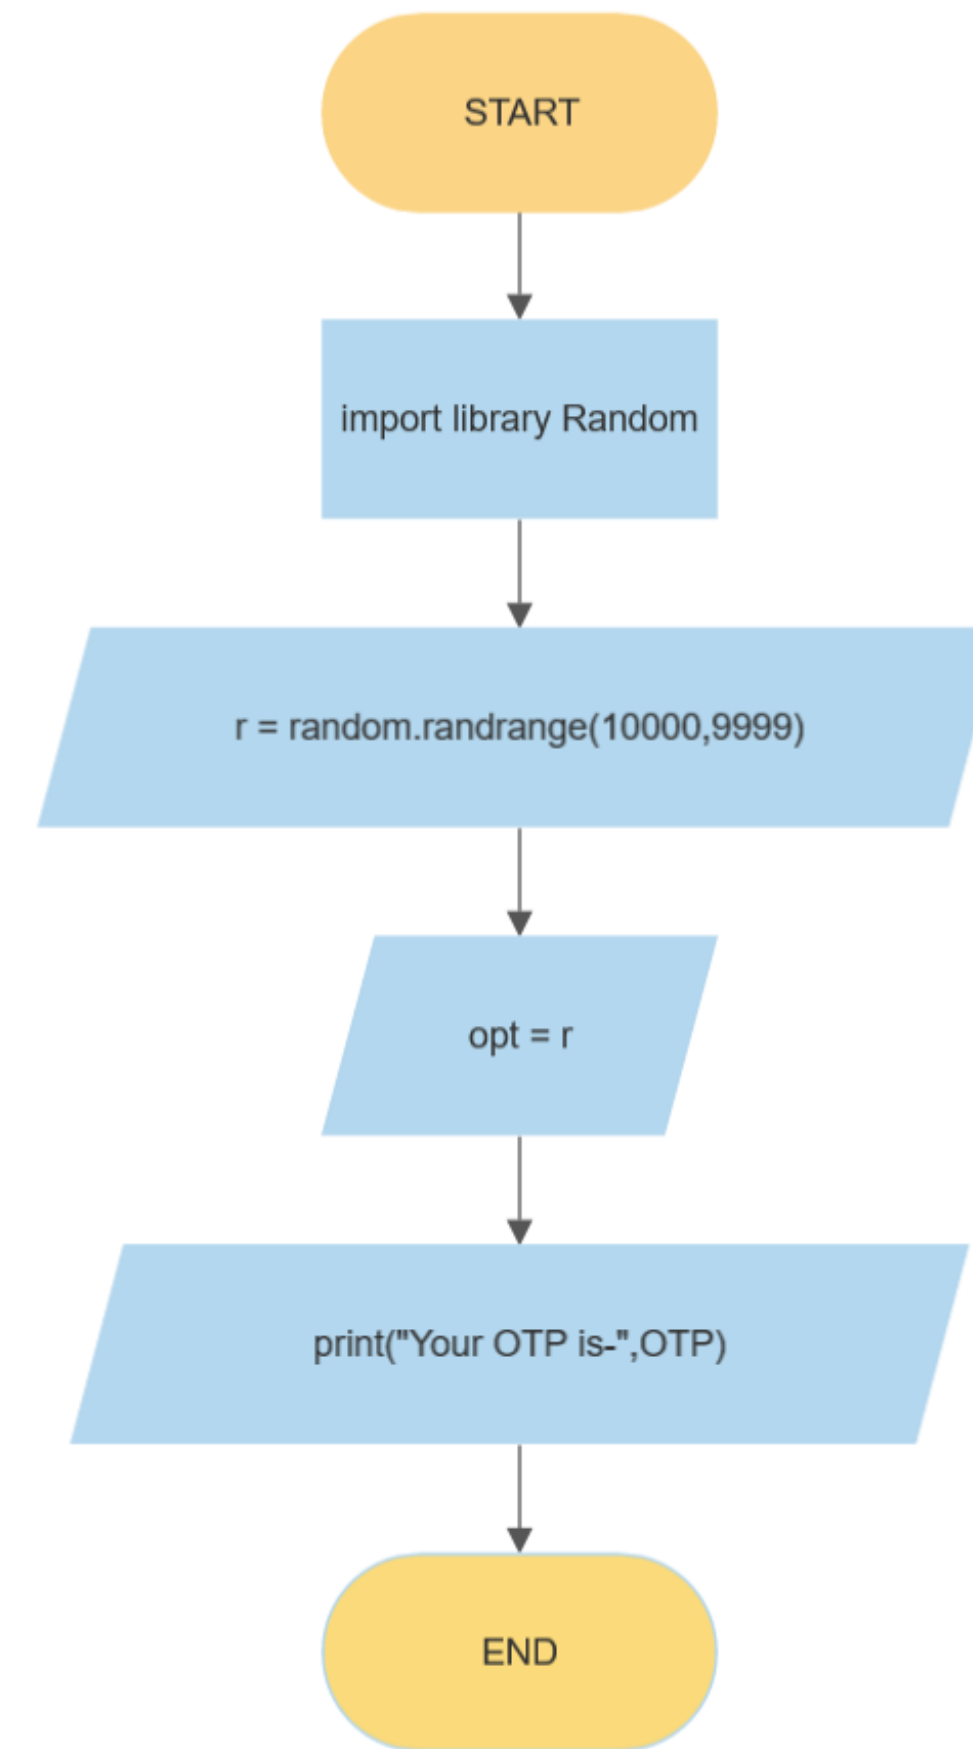 START
import library Random
r = random.randrange(10000,9999)
opt = r
print("Your OTP is-",OTP)
END